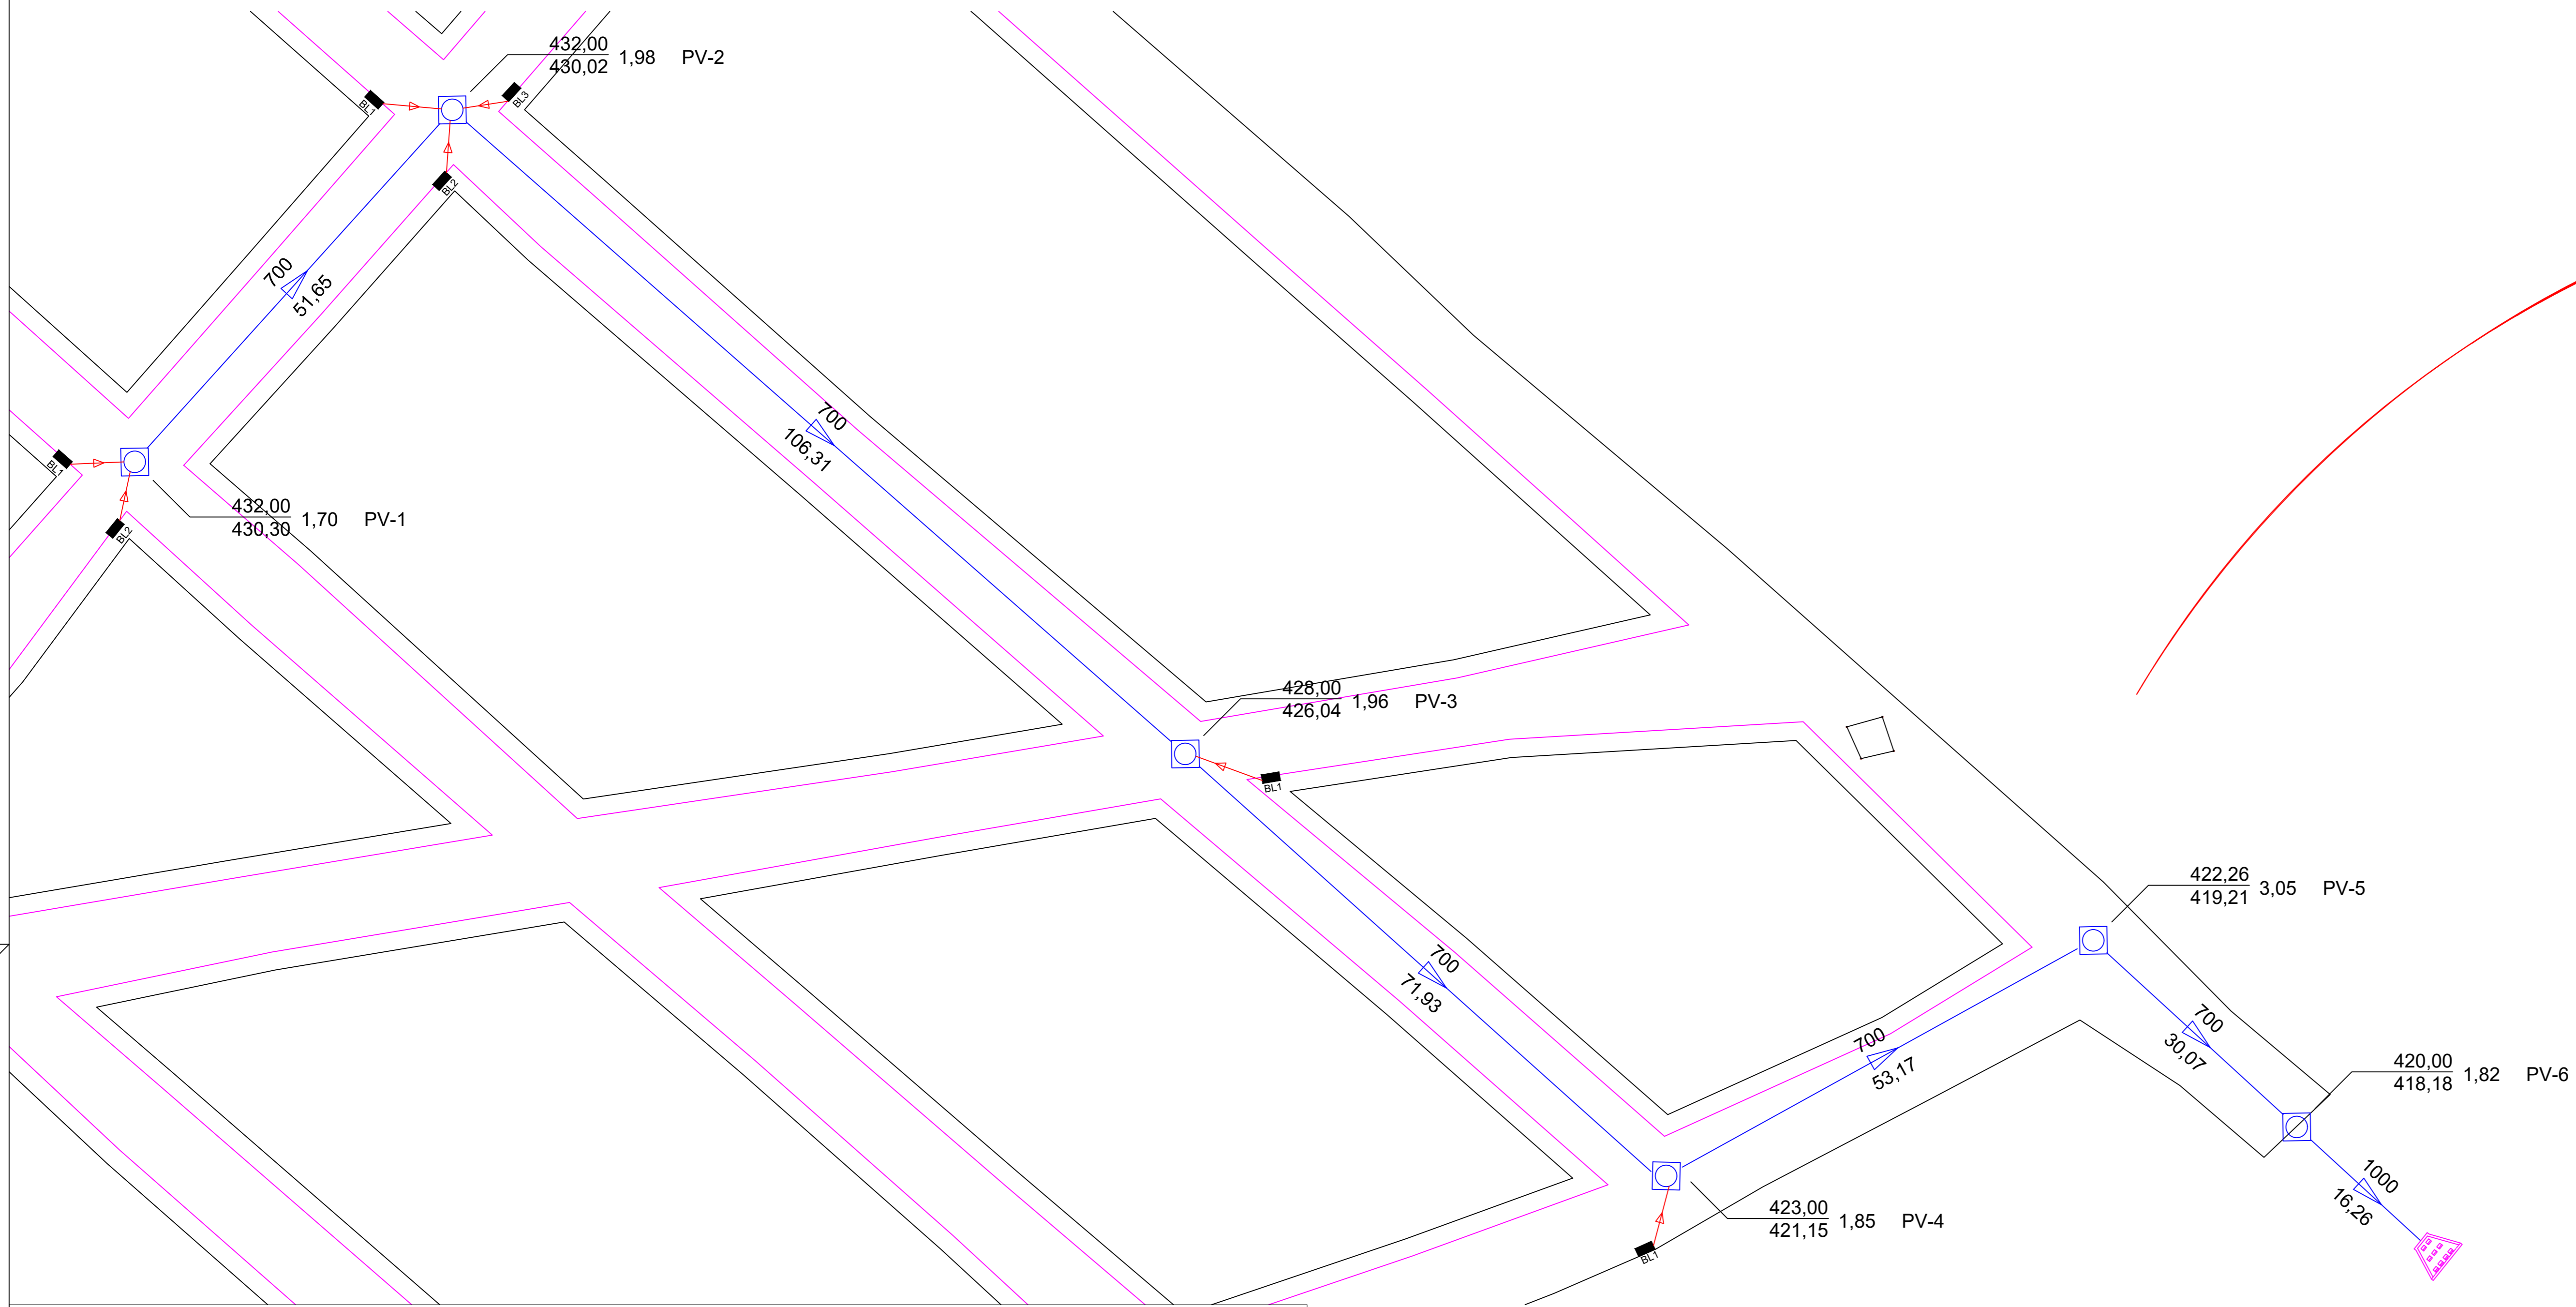 432,00
430,02
1,98 PV-2
BL1
BL3
BL2
700
51,65
700
106,31
BL1
432,00
430,30
1,70 PV-1
BL2
428,00
426,04
1,96 PV-3
BL1
422,26
419,21
3,05 PV-5
700
71,93
700
53,17
700
30,07
420,00
418,18
1,82 PV-6
1000
16,26
423,00
421,15
1,85 PV-4
BL1